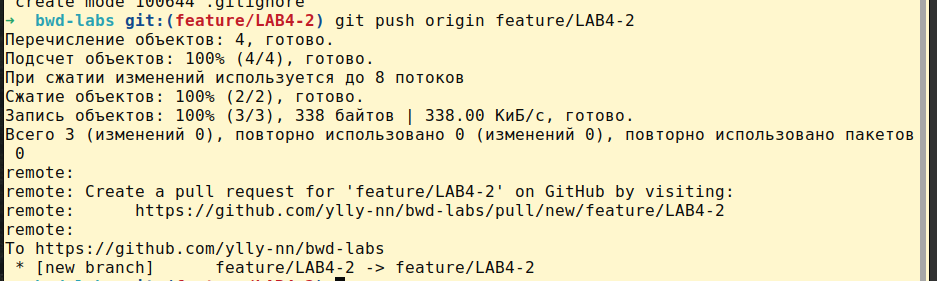 create mode 100644 .gitignore
➜  bwd-labs git:(feature/LAB4-2) git push origin feature/LAB4-2
Перечисление объектов: 4, готово.
Подсчет объектов: 100% (4/4), готово.
При сжатии изменений используется до 8 потоков
Сжатие объектов: 100% (2/2), готово.
Запись объектов: 100% (3/3), 338 байтов | 338.00 КиБ/с, готово.
Всего 3 (изменений 0), повторно использовано 0 (изменений 0), повторно использовано пакетов
0
remote:
remote: Create a pull request for 'feature/LAB4-2' on GitHub by visiting:
remote:      https://github.com/ylly-nn/bwd-labs/pull/new/feature/LAB4-2
remote:
To https://github.com/ylly-nn/bwd-labs
* [new branch]      feature/LAB4-2 -> feature/LAB4-2